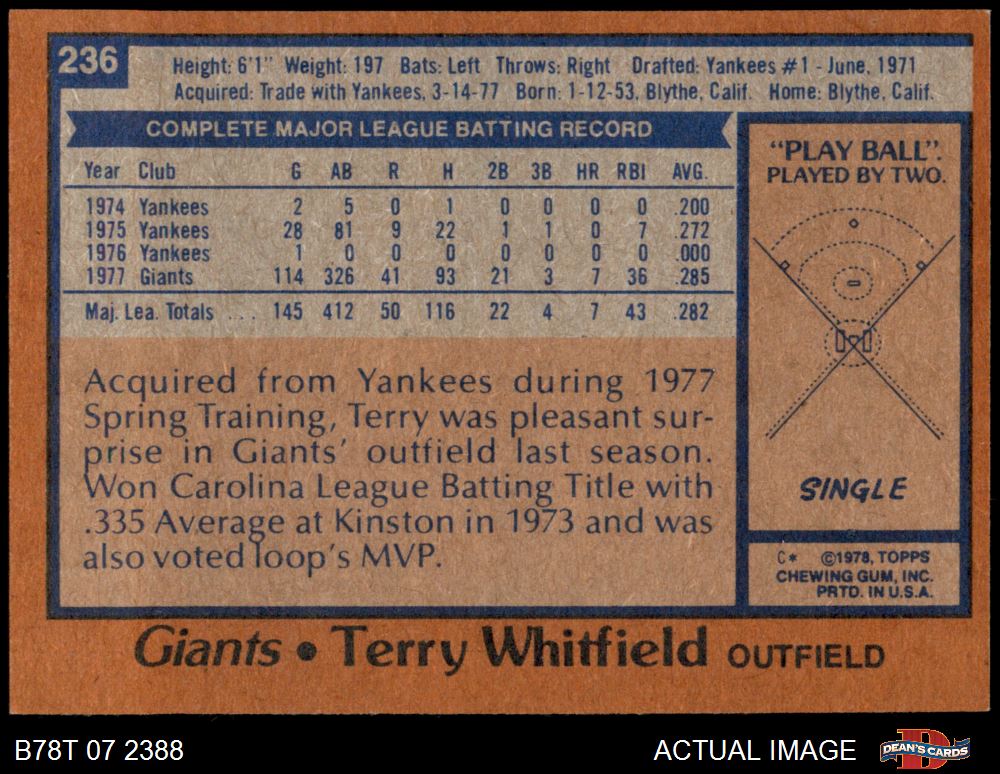 236
Height: 6'1" Weight: 197 Bats: Left Throws: Right Drafted: Yankees #1 - June, 1971
Acquired: Trade with Yankees, 3-14-77 Born: 1-12-53, Blythe, Calif. Home: Blythe, Calif.
COMPLETE MAJOR LEAGUE BATTING RECORD
Year Club G AB R H 2B 3B HR RBI AVG.
1974 Yankees 2 5 0 1 0 0 0 0 .200
1975 Yankees 28 81 9 22 1 1 0 7 .272
1976 Yankees 1 0 0 0 0 0 0 0 .000
1977 Giants 114 326 41 93 21 3 7 36 .285
Maj. Lea. Totals ... 145 412 50 116 22 4 7 43 .282
Acquired from Yankees during 1977
Spring Training, Terry was pleasant sur-
prise in Giants' outfield last season.
Won Carolina League Batting Title with
.335 Average at Kinston in 1973 and was
also voted loop's MVP.
"PLAY BALL".
PLAYED BY TWO.
SINGLE
C* ©1978, TOPPS
CHEWING GUM, INC.
PRTD. IN U.S.A.
Giants • Terry Whitfield OUTFIELD
B78T 07 2388
ACTUAL IMAGE
D
DEAN'S CARDS